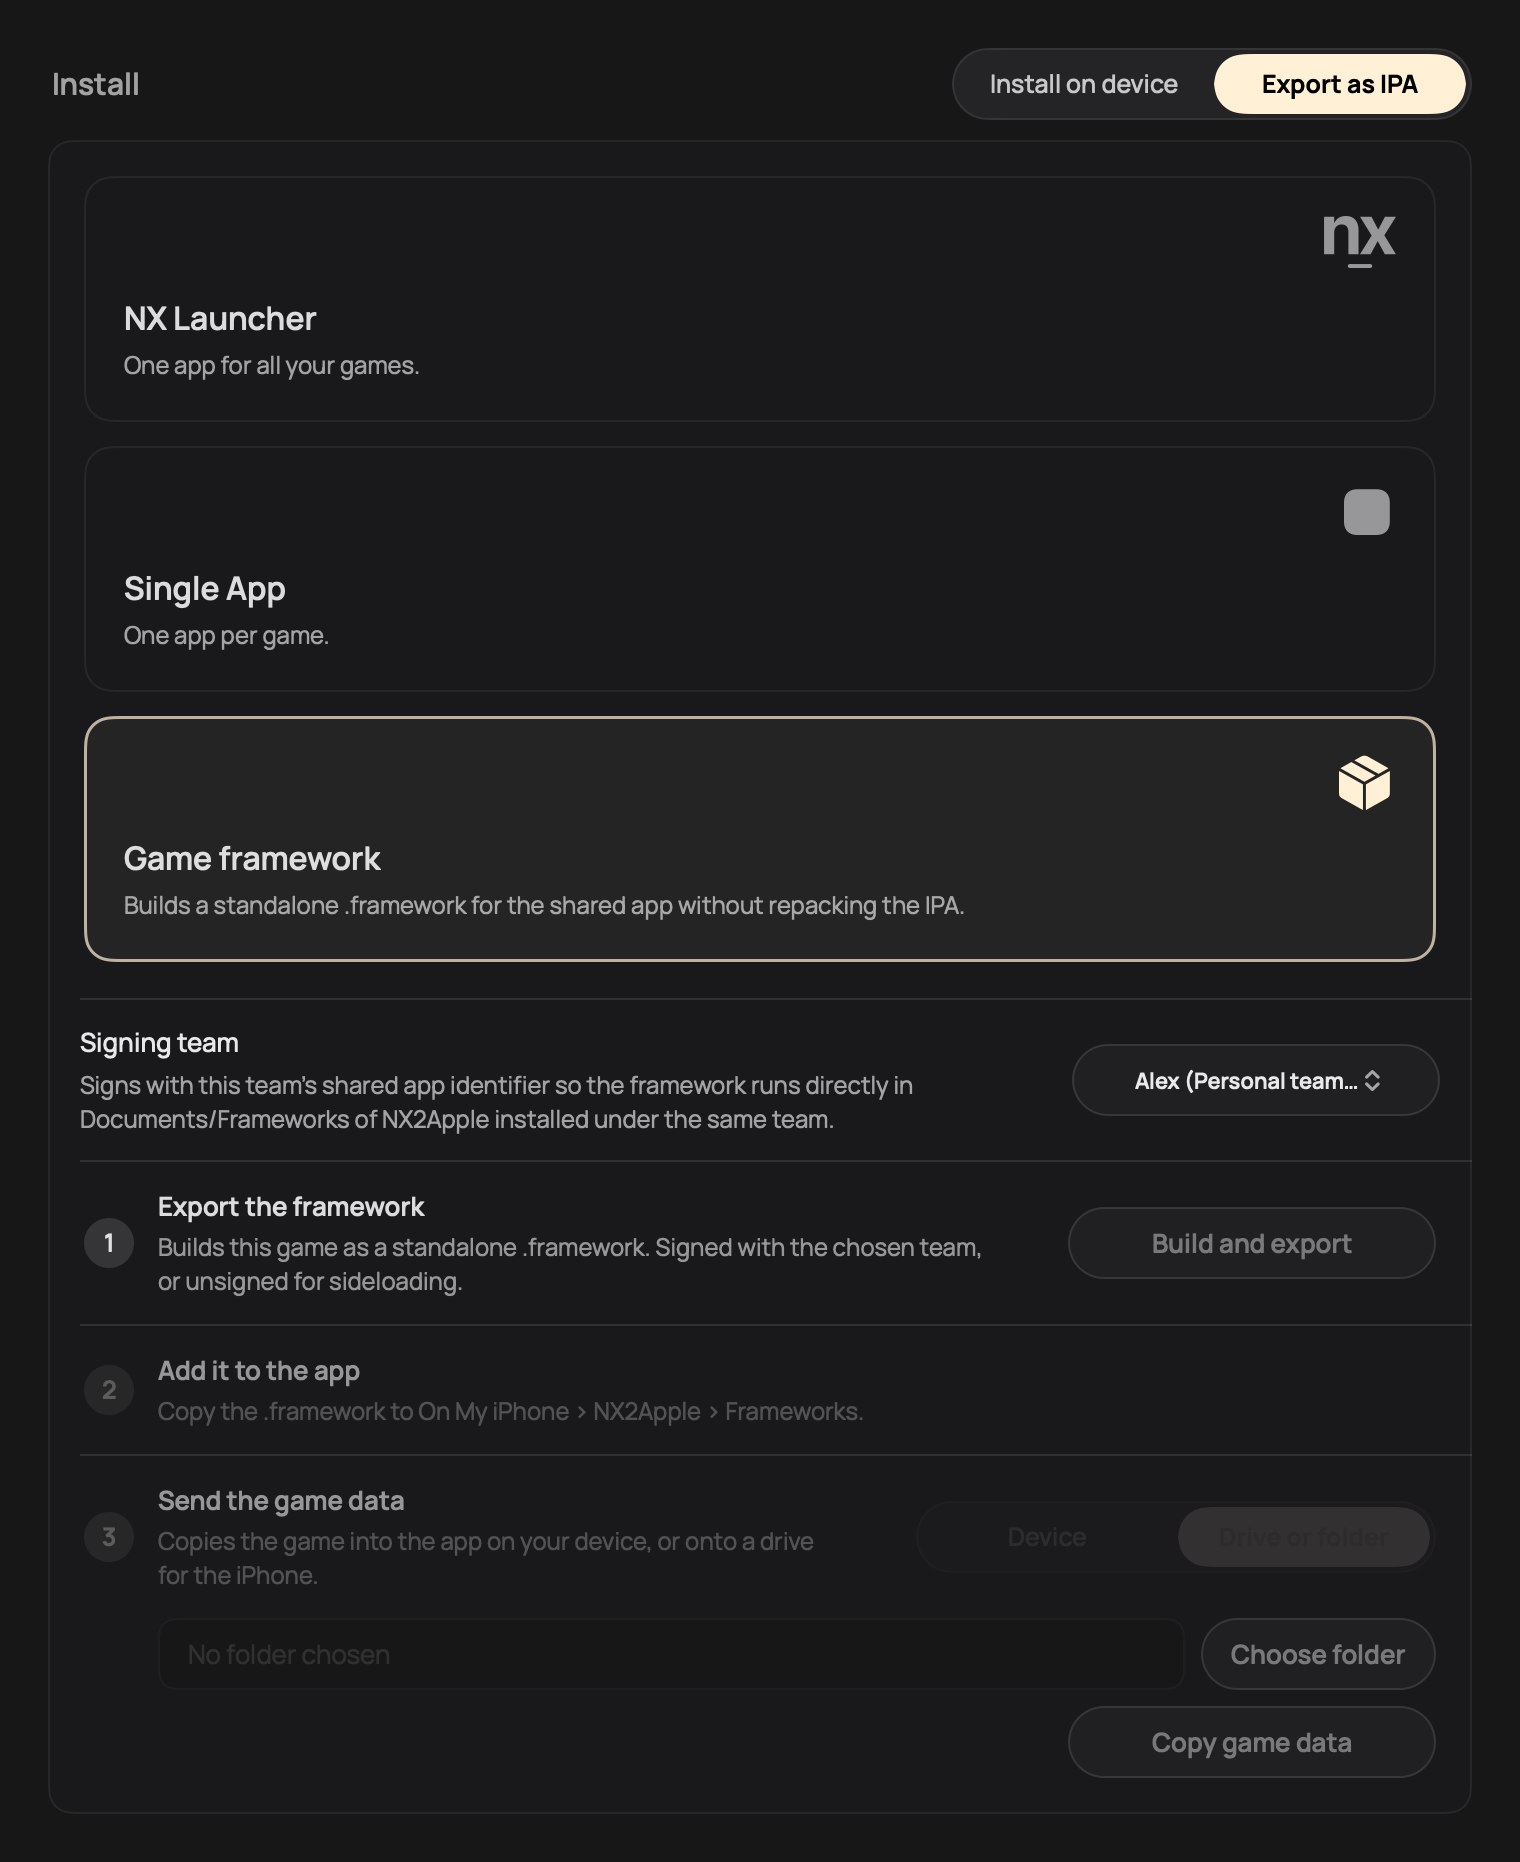 Install
Install on device
Export as IPA
nx
NX Launcher
One app for all your games.
Single App
One app per game.
Game framework
Builds a standalone .framework for the shared app without repacking the IPA.
Signing team
Signs with this team's shared app identifier so the framework runs directly in
Documents/Frameworks of NX2Apple installed under the same team.
Alex (Personal team...
1
Export the framework
Builds this game as a standalone .framework. Signed with the chosen team,
or unsigned for sideloading.
Build and export
2
Add it to the app
Copy the .framework to On My iPhone > NX2Apple > Frameworks.
3
Send the game data
Copies the game into the app on your device, or onto a drive
for the iPhone.
Device
Drive or folder
No folder chosen
Choose folder
Copy game data